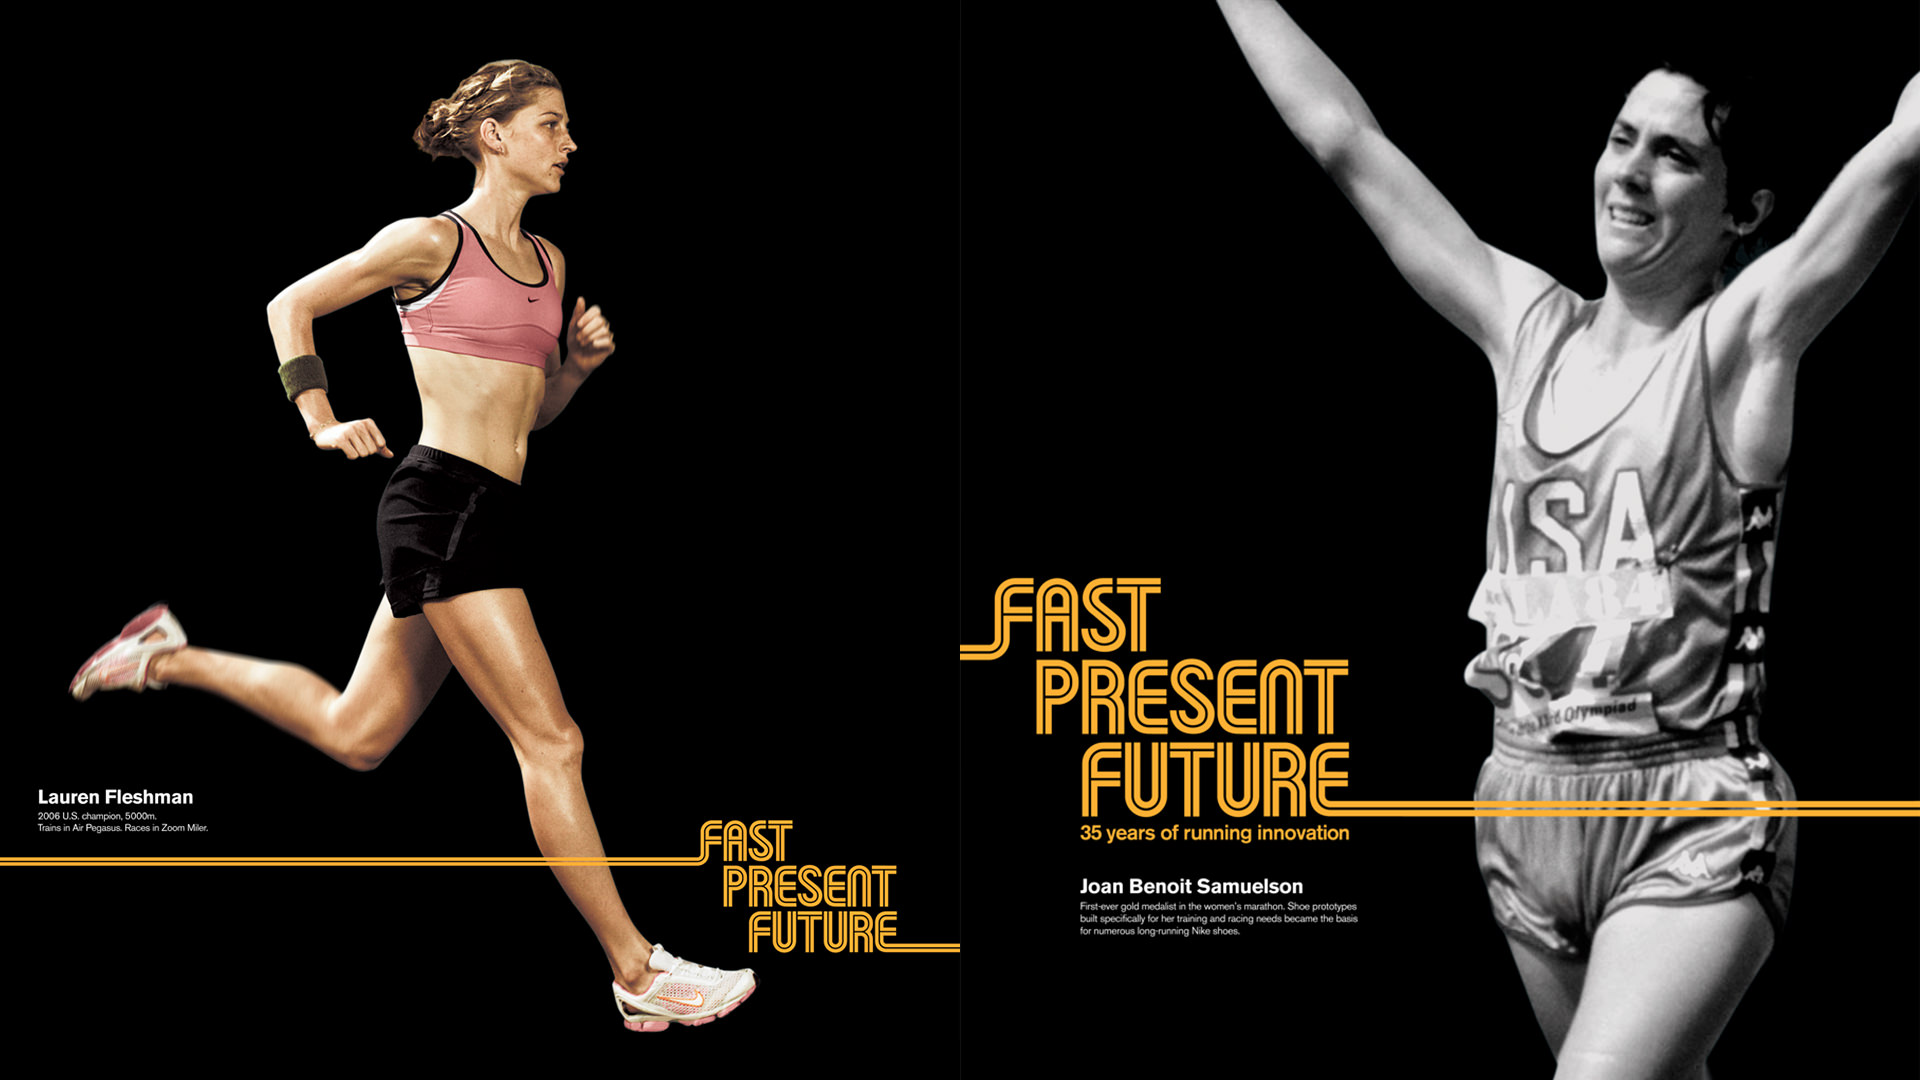 Lauren Fleshman
2006 U.S. champion, 5000m.
Trains in Air Pegasus. Races in Zoom Miler.
FAST
PRESENT
FUTURE
FAST
PRESENT
FUTURE
35 years of running innovation
Joan Benoit Samuelson
First-ever gold medalist in the women's marathon. Shoe prototypes
built specifically for her training and racing needs became the basis
for numerous long-running Nike shoes.
USA
LA84
XXIIIrd Olympiad